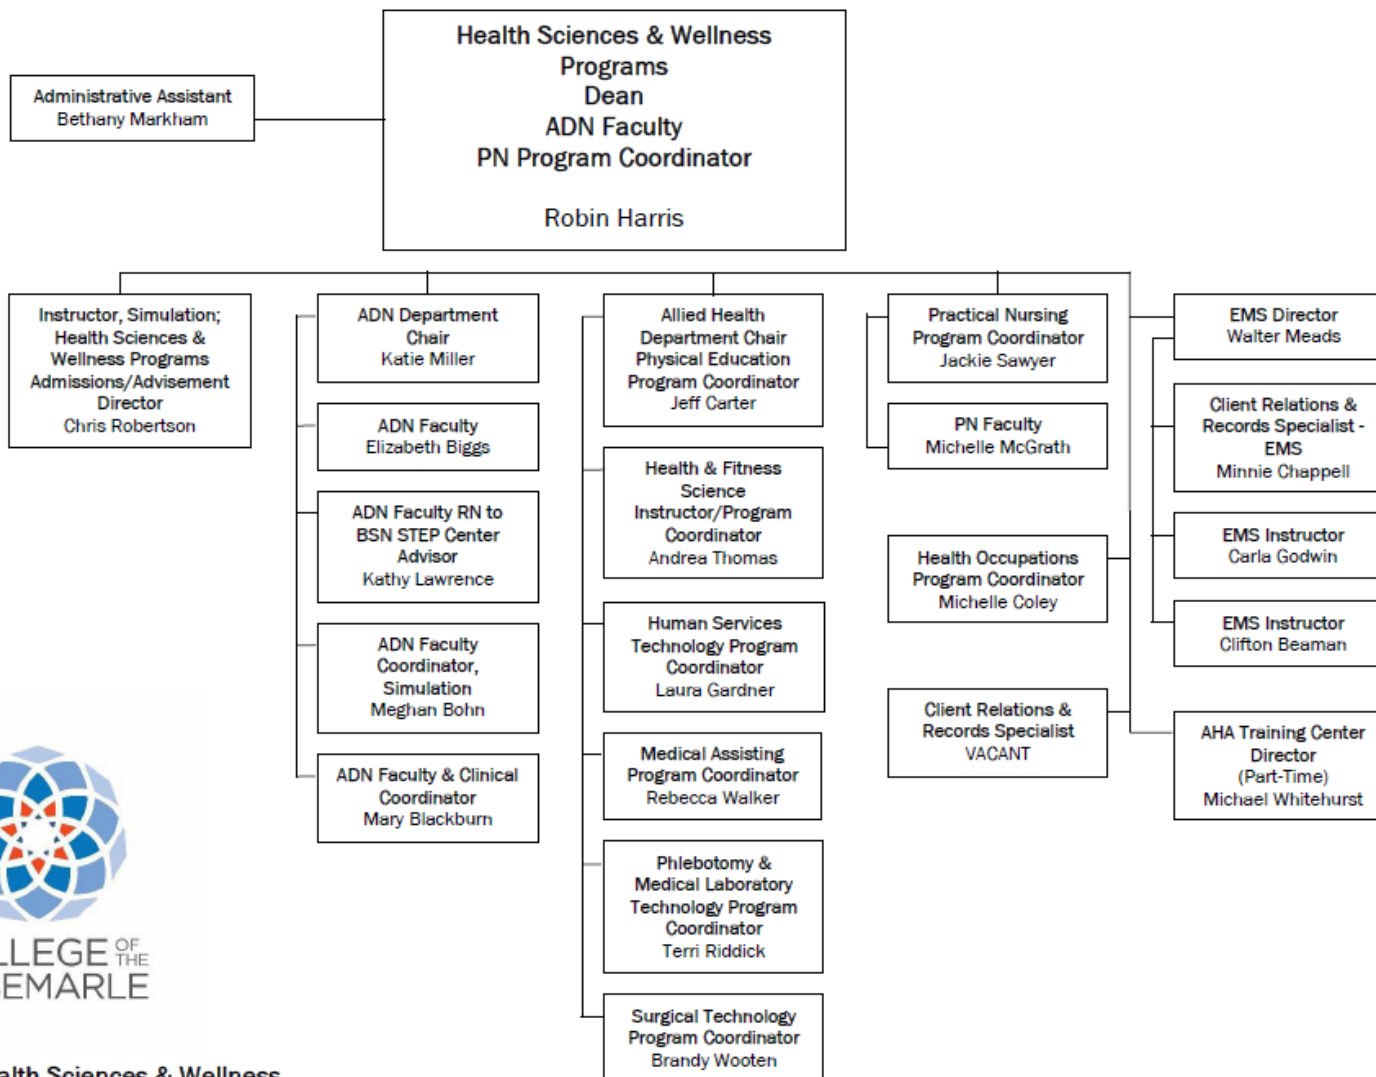 Health Sciences & Wellness
Programs
Dean
ADN Faculty
PN Program Coordinator
Robin Harris
Administrative Assistant
Bethany Markham
Instructor, Simulation;
Health Sciences &
Wellness Programs
Admissions/Advisement
Director
Chris Robertson
ADN Department
Chair
Katie Miller
ADN Faculty
Elizabeth Biggs
ADN Faculty RN to
BSN STEP Center
Advisor
Kathy Lawrence
ADN Faculty
Coordinator,
Simulation
Meghan Bohn
ADN Faculty & Clinical
Coordinator
Mary Blackburn
Allied Health
Department Chair
Physical Education
Program Coordinator
Jeff Carter
Health & Fitness
Science
Instructor/Program
Coordinator
Andrea Thomas
Human Services
Technology Program
Coordinator
Laura Gardner
Medical Assisting
Program Coordinator
Rebecca Walker
Phlebotomy &
Medical Laboratory
Technology Program
Coordinator
Terri Riddick
Surgical Technology
Program Coordinator
Brandy Wooten
Practical Nursing
Program Coordinator
Jackie Sawyer
PN Faculty
Michelle McGrath
Health Occupations
Program Coordinator
Michelle Coley
Client Relations &
Records Specialist
VACANT
EMS Director
Walter Meads
Client Relations &
Records Specialist -
EMS
Minnie Chappell
EMS Instructor
Carla Godwin
EMS Instructor
Clifton Beaman
AHA Training Center
Director
(Part-Time)
Michael Whitehurst
LLEGE OF THE
EMARLE
alth Sciences & Wellness